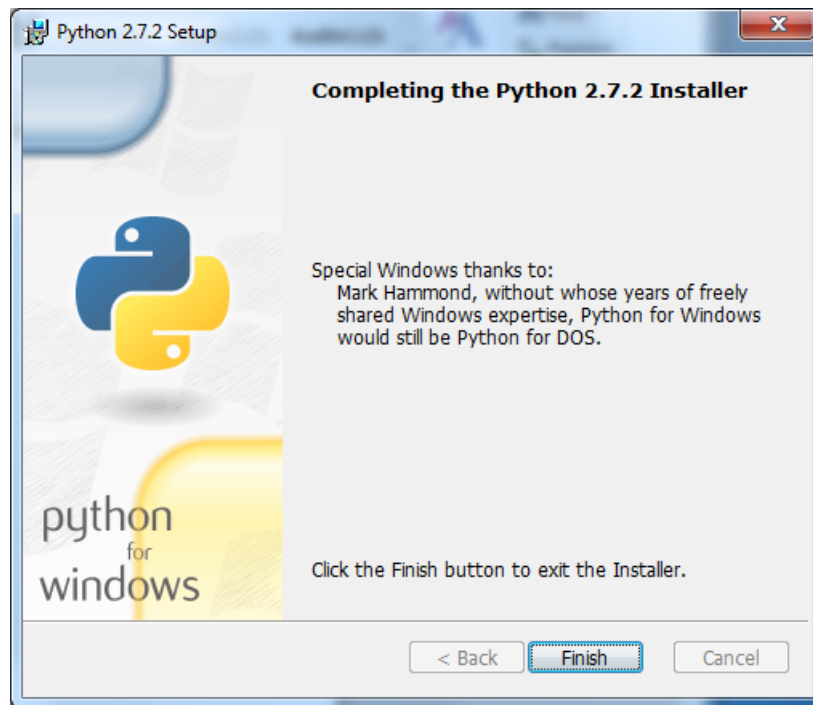 Python 2.7.2 Setup
Completing the Python 2.7.2 Installer
Special Windows thanks to:
Mark Hammond, without whose years of freely
shared Windows expertise, Python for Windows
would still be Python for DOS.
python
for
windows
Click the Finish button to exit the Installer.
< Back
Finish
Cancel